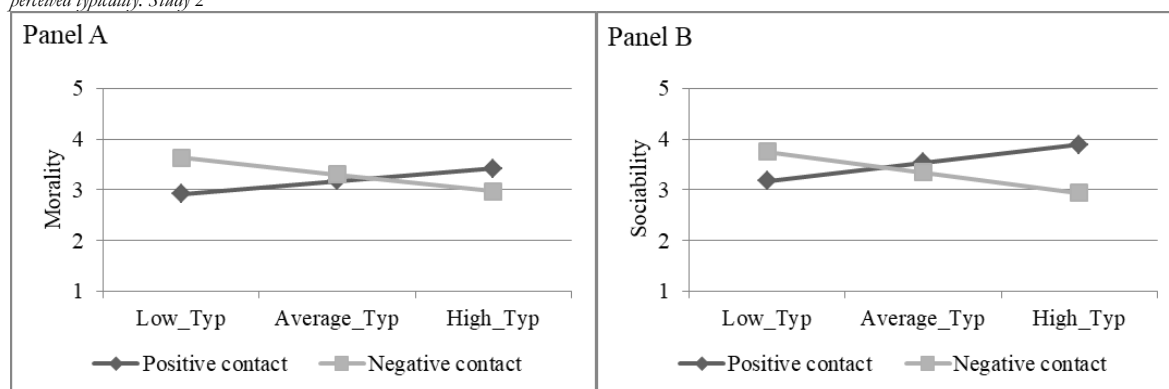 perceived typicality. Study 2
Panel A
5
4
3
2
1
Morality
Low_Typ Average_Typ High_Typ
Positive contact Negative contact
Panel B
5
4
3
2
1
Sociability
Low_Typ Average_Typ High_Typ
Positive contact Negative contact